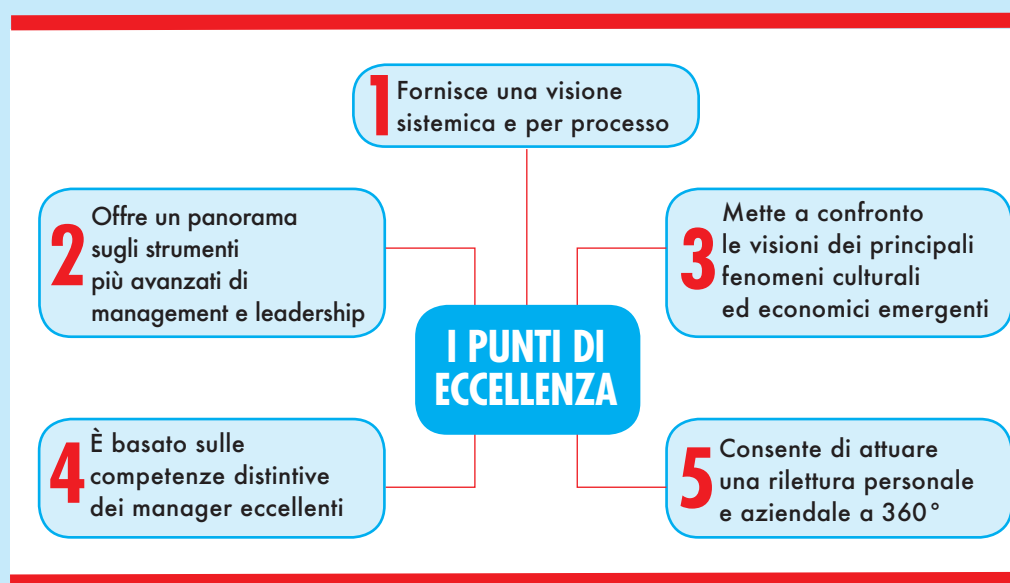 1
Fornisce una visione
sistemica e per processo
2
Offre un panorama
sugli strumenti
più avanzati di
management e leadership
3
Mette a confronto
le visioni dei principali
fenomeni culturali
ed economici emergenti
I PUNTI DI
ECCELLENZA
4
È basato sulle
competenze distintive
dei manager eccellenti
5
Consente di attuare
una rilettura personale
e aziendale a 360°